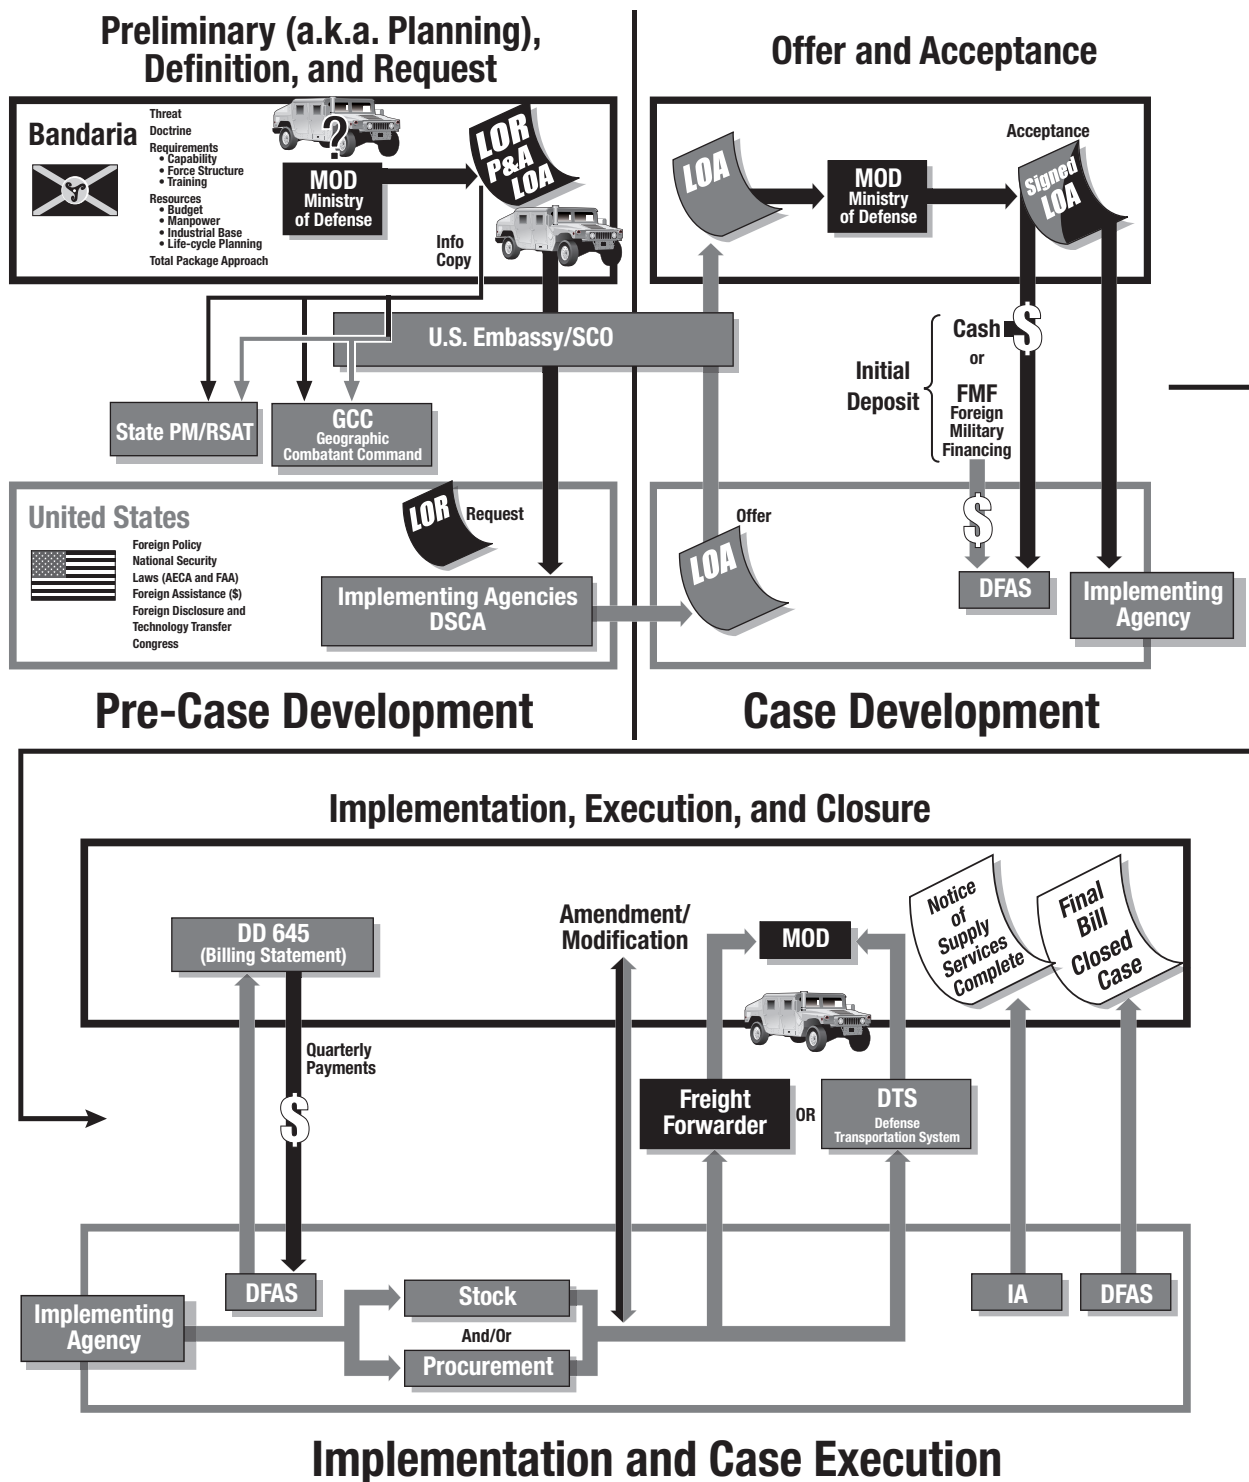 Preliminary (a.k.a. Planning),
Definition, and Request
Bandaria
Threat
Doctrine
Requirements
• Capability
• Force Structure
• Training
Resources
• Budget
• Manpower
• Industrial Base
• Life-cycle Planning
Total Package Approach
?
MOD
Ministry
of Defense
LOR
P&A
LOA
Info
Copy
U.S. Embassy/SCO
State PM/RSAT
GCC
Geographic
Combatant Command
United States
Foreign Policy
National Security
Laws (AECA and FAA)
Foreign Assistance ($)
Foreign Disclosure and
Technology Transfer
Congress
LOR
Request
Implementing Agencies
DSCA
Pre-Case Development
Offer and Acceptance
LOA
MOD
Ministry
of Defense
Acceptance
Signed
LOA
Initial
Deposit
Cash
$
or
FMF
Foreign
Military
Financing
$
LOA
Offer
DFAS
Implementing
Agency
Case Development
Implementation, Execution, and Closure
DD 645
(Billing Statement)
Quarterly
Payments
$
Amendment/
Modification
MOD
Freight
Forwarder
OR
DTS
Defense
Transportation System
Notice
of
Supply
Services
Complete
Final
Bill
Closed
Case
Implementing
Agency
DFAS
Stock
And/Or
Procurement
IA
DFAS
Implementation and Case Execution